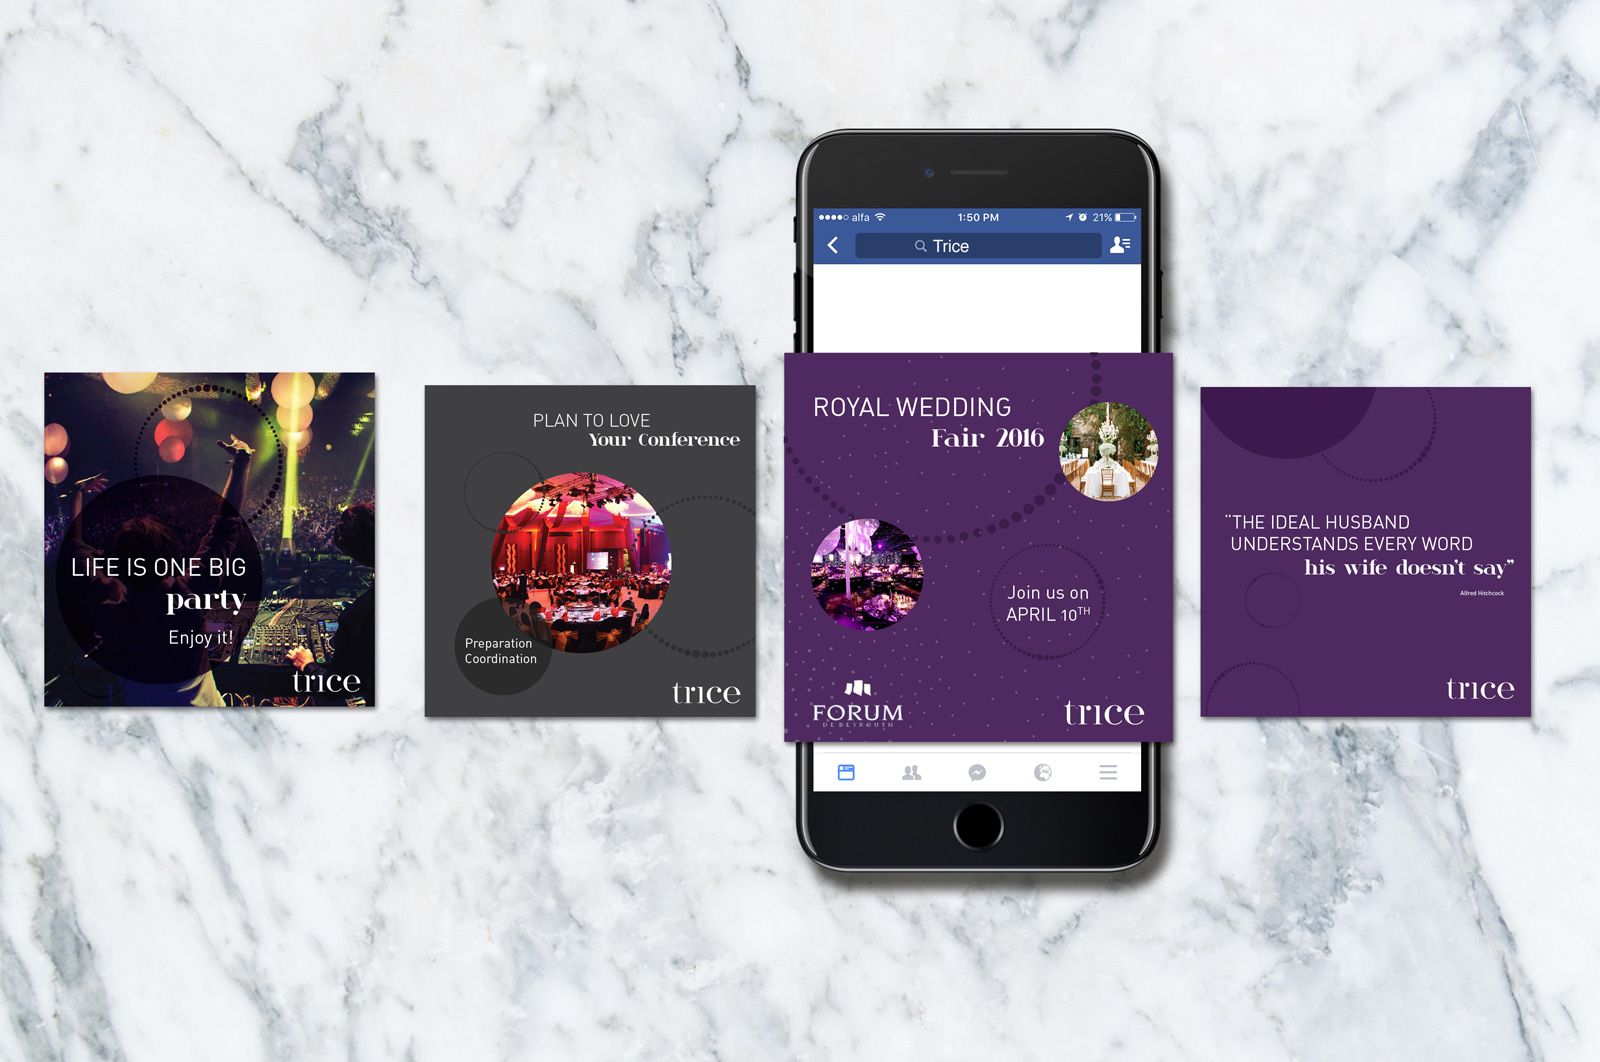 alfa
1:50 PM
21%
Trice
LIFE IS ONE BIG
party
Enjoy it!
trice
PLAN TO LOVE
Your Conference
Preparation
Coordination
trice
ROYAL WEDDING
Fair 2016
Join us on
APRIL 10TH
FORUM
DE BEYROUTH
trice
“THE IDEAL HUSBAND
UNDERSTANDS EVERY WORD
his wife doesn't say”
Alfred Hitchcock
trice